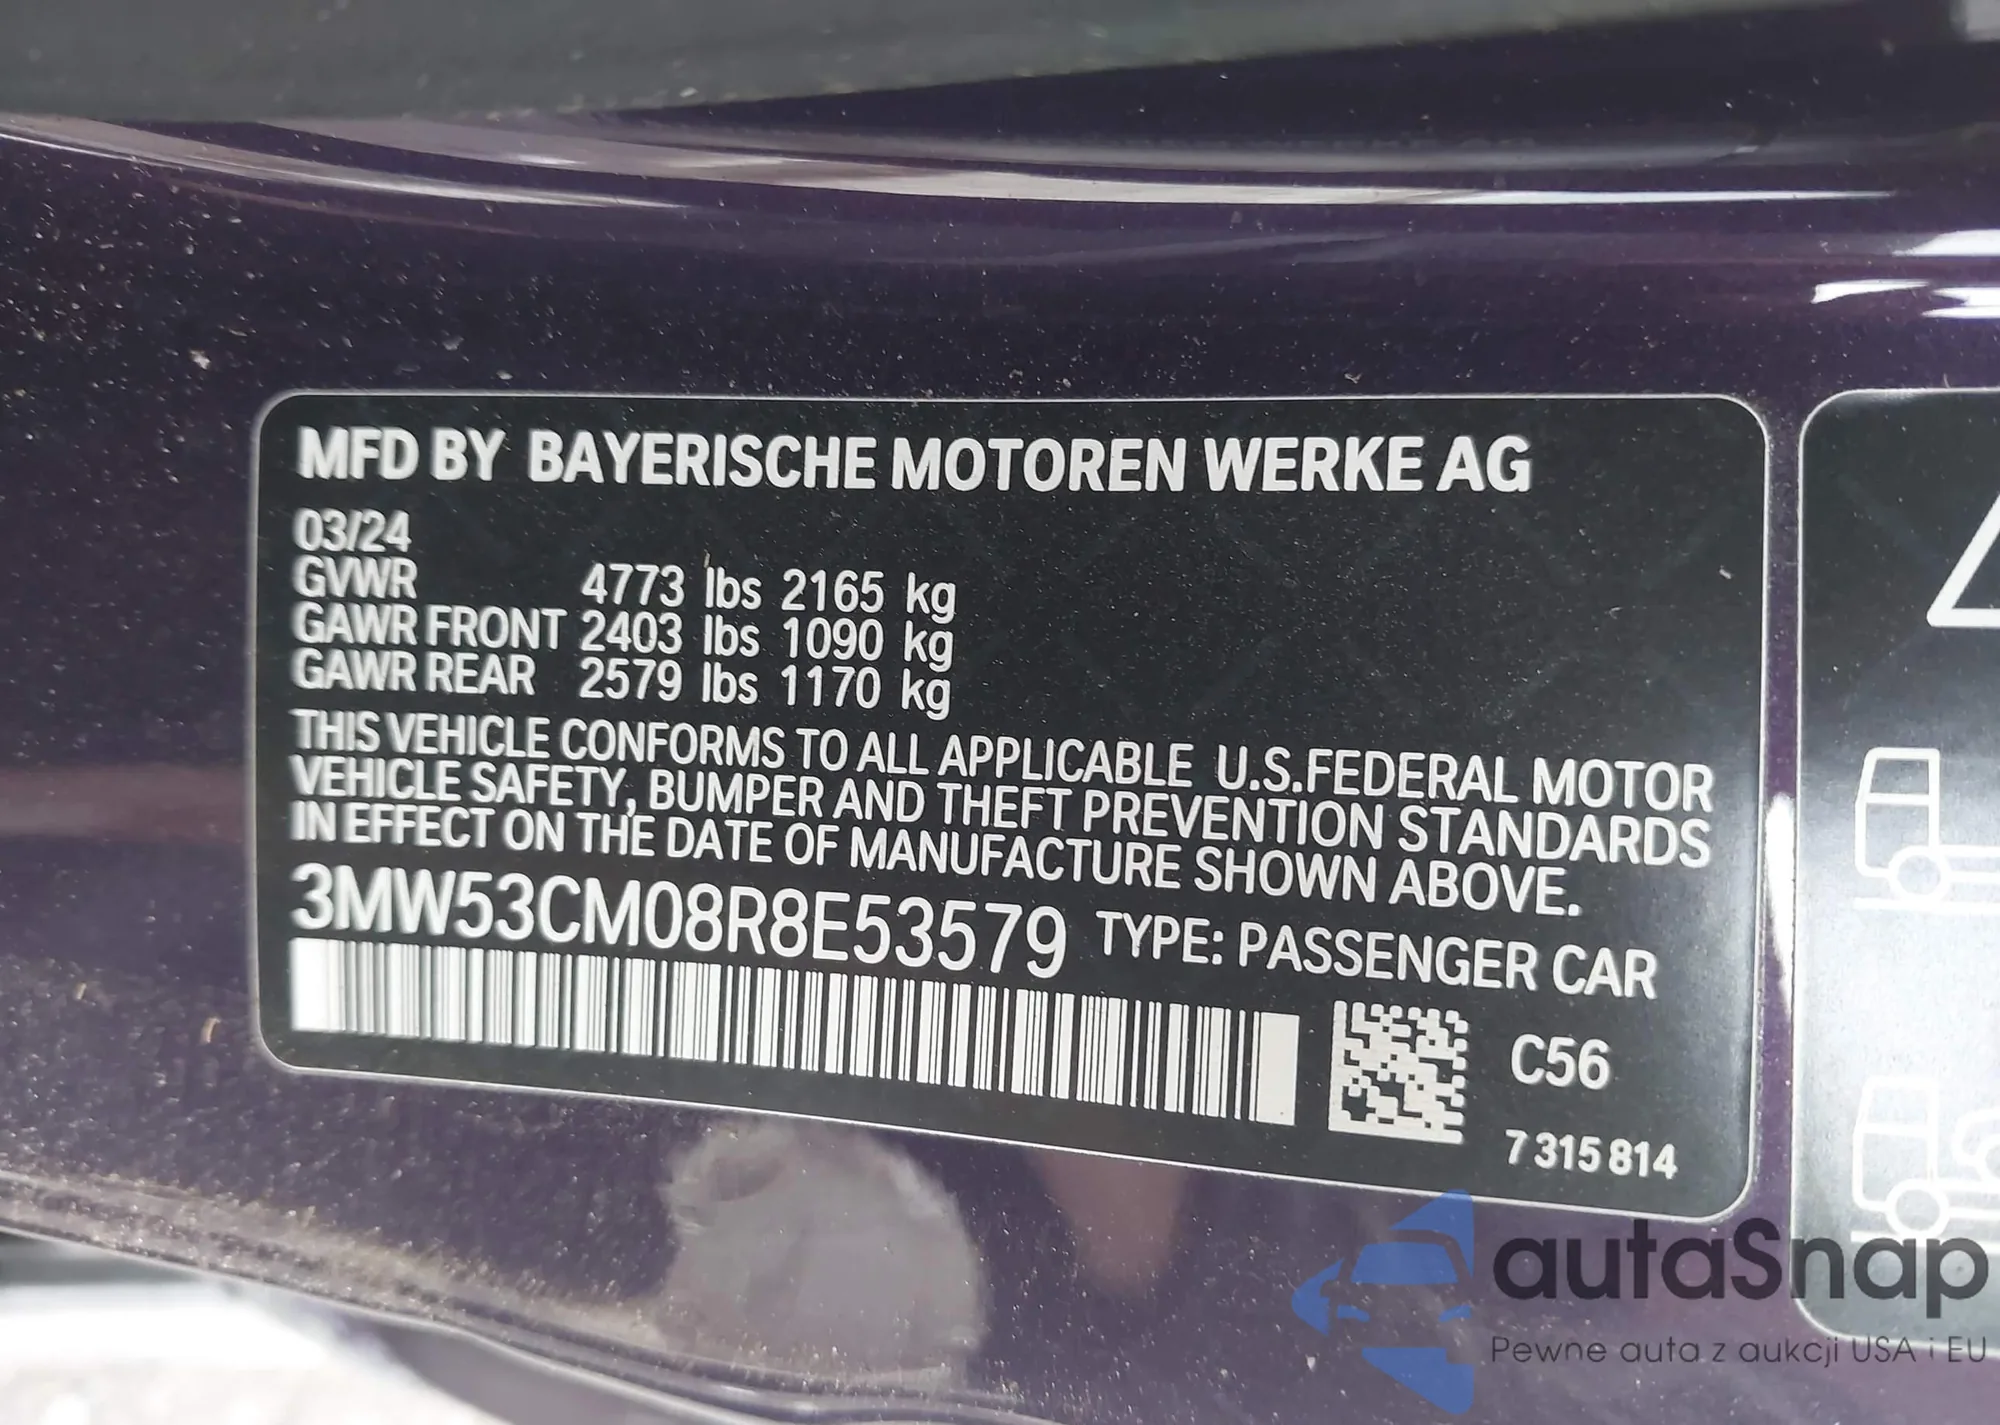 MFD BY BAYERISCHE MOTOREN WERKE AG
03/24
GVWR 4773 lbs 2165 kg
GAWR FRONT 2403 lbs 1090 kg
GAWR REAR 2579 lbs 1170 kg
THIS VEHICLE CONFORMS TO ALL APPLICABLE U.S.FEDERAL MOTOR
VEHICLE SAFETY, BUMPER AND THEFT PREVENTION STANDARDS
IN EFFECT ON THE DATE OF MANUFACTURE SHOWN ABOVE.
3MW53CM08R8E53579 TYPE: PASSENGER CAR
C56
7 315 814
autaSnap
Pewne auta z aukcji USA i EU